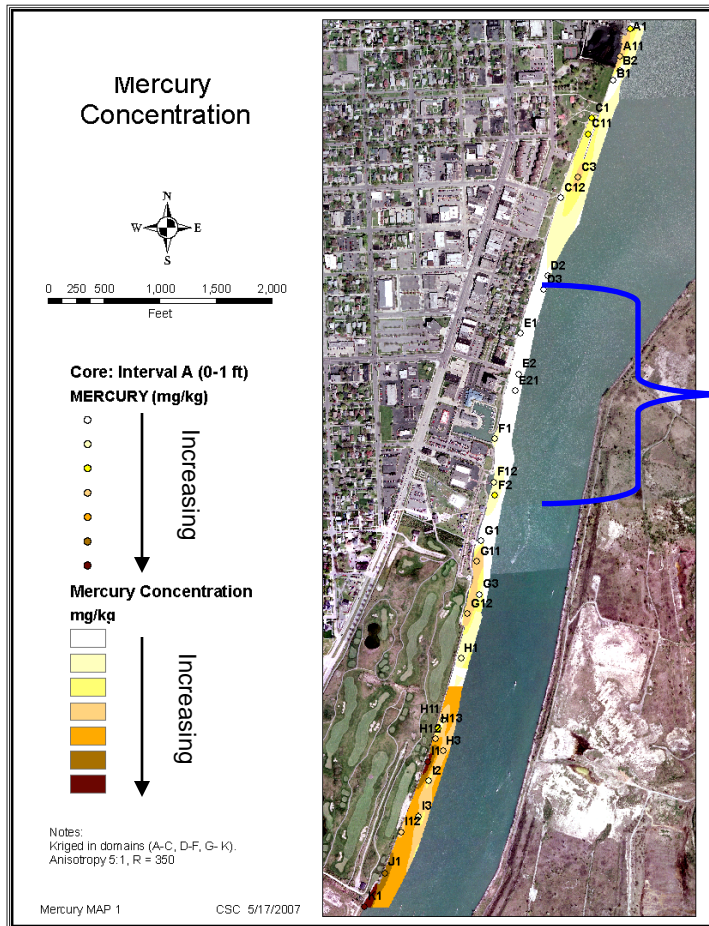 Mercury
Concentration
N
W
E
S
0 250 500
1,000
1,500
2,000
Feet
Core: Interval A (0-1 ft)
MERCURY (mg/kg)
Increasing
Mercury Concentration
mg/kg
Increasing
Notes:
Kriged in domains (A-C, D-F, G- K).
Anisotropy 5:1, R = 350
Mercury MAP 1
CSC 5/17/2007
A1
A11
B2
B1
C1
C11
C3
C12
D2
D3
E1
E2
E21
F1
F12
F2
G1
G11
G3
G12
H1
H11
H13
H12
I1
H3
I2
I3
I12
J1